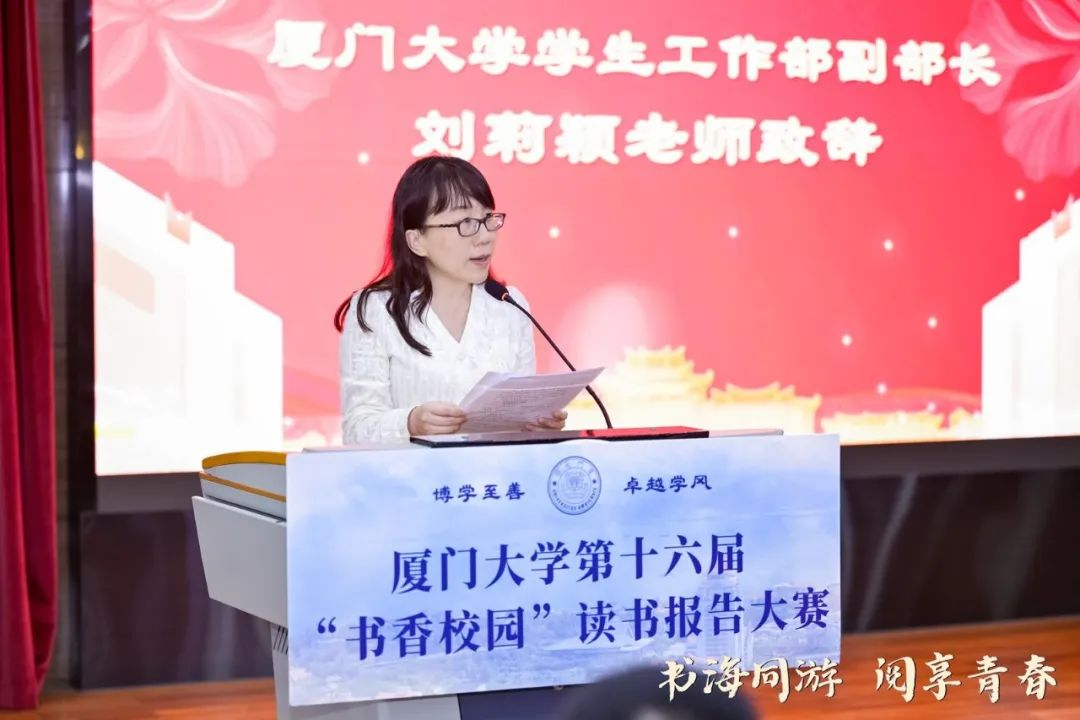 厦门大学学生工作部副部长
刘莉颖老师致辞
博学至善 卓越学风
厦门大学第十六届
“书香校园”读书报告大赛
书海同游 阅享青春